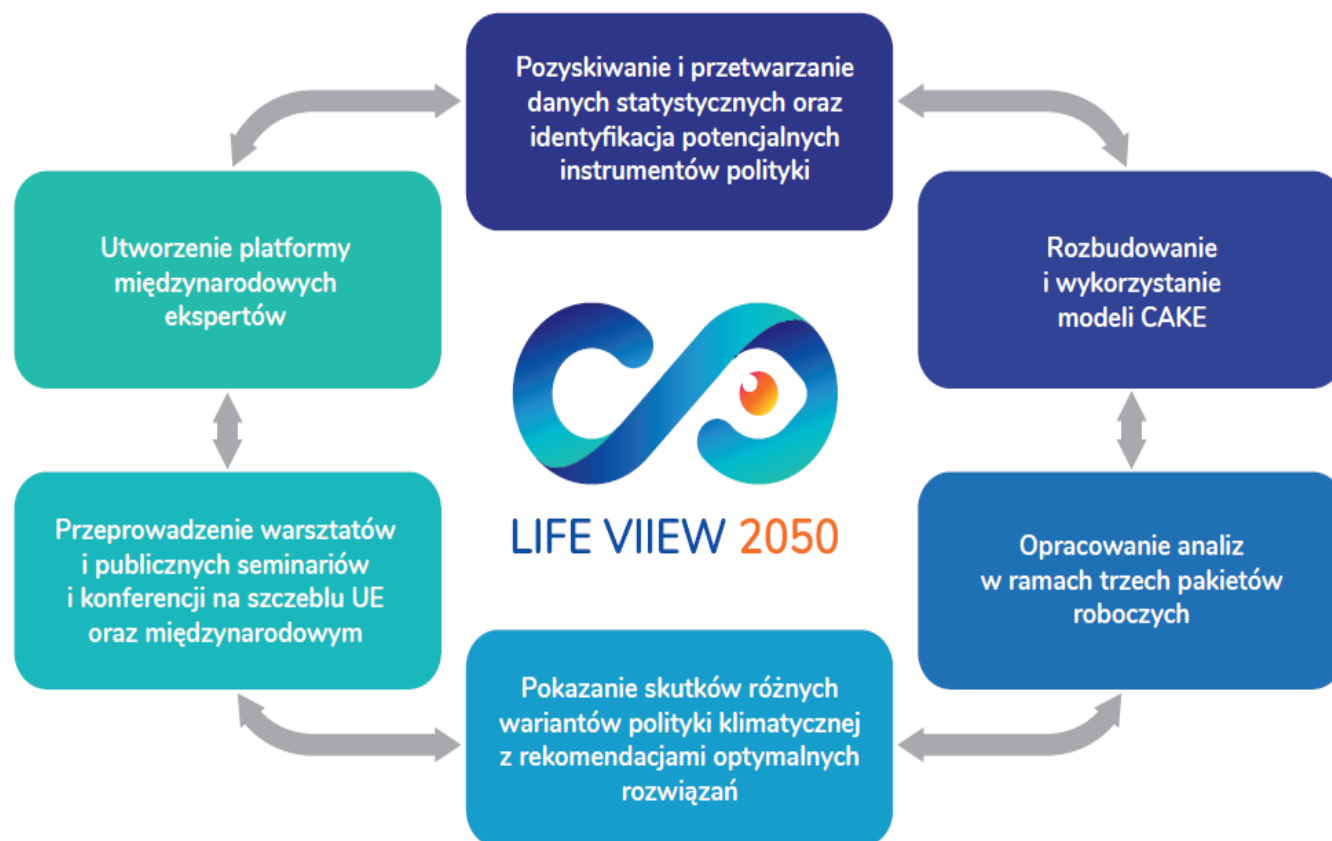 Pozyskiwanie i przetwarzanie
danych statystycznych oraz
identyfikacja potencjalnych
instrumentów polityki
Utworzenie platformy
międzynarodowych
ekspertów
Rozbudowanie
i wykorzystanie
modeli CAKE
LIFE VIIEW 2050
Przeprowadzenie warsztatów
i publicznych seminariów
i konferencji na szczeblu UE
oraz międzynarodowym
Opracowanie analiz
w ramach trzech pakietów
roboczych
Pokazanie skutków różnych
wariantów polityki klimatycznej
z rekomendacjami optymalnych
rozwiązań